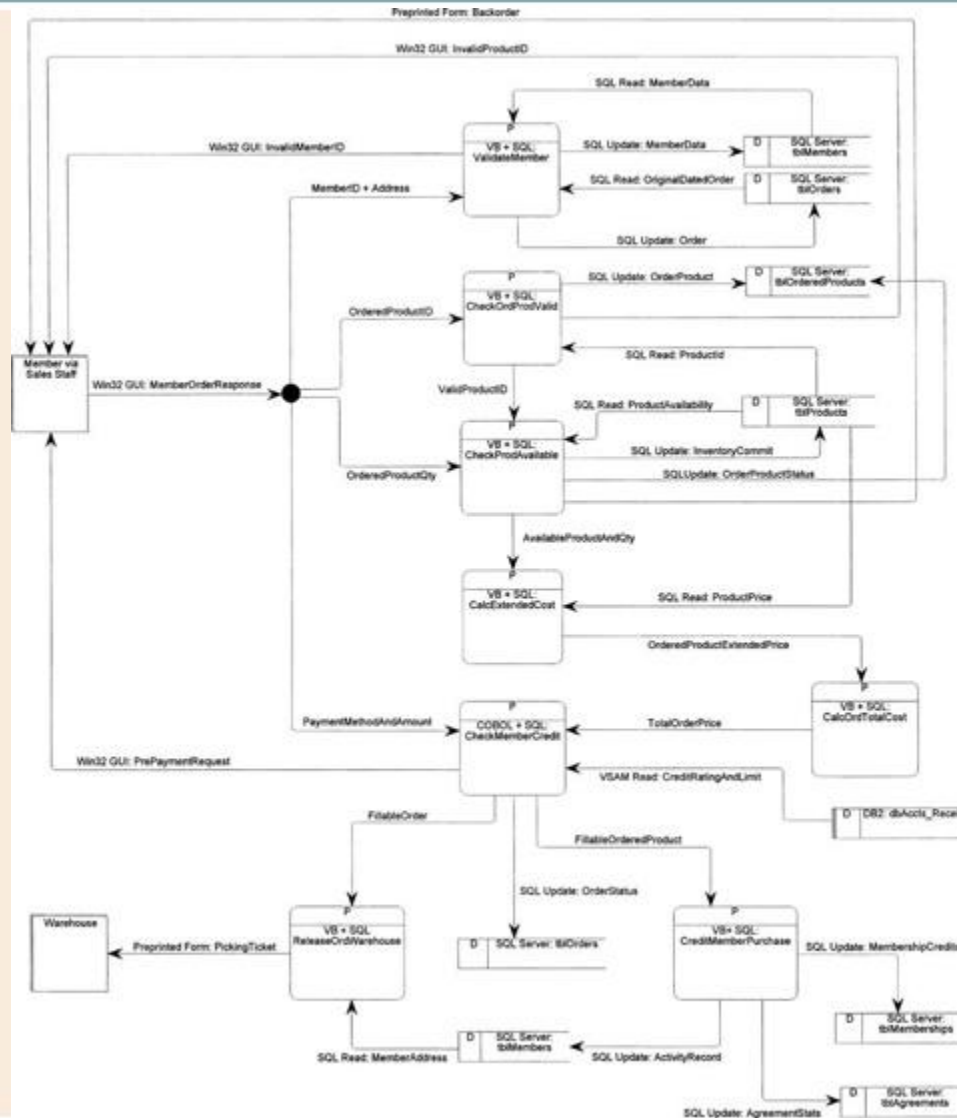 Preprinted Form: Backorder
Win32 GUI: InvalidProductID
SQL Read: MemberData
P
VB + SQL:
ValidateMember
Win32 GUI: InvalidMemberID
SQL Update: MemberData
D
SQL Server:
tblMembers
SQL Read: OriginalDatedOrder
D
SQL Server:
tblOrders
MemberID + Address
SQL Update: Order
P
VB + SQL:
CheckOrdProdValid
SQL Update: OrderProduct
D
SQL Server:
tblOrderedProducts
OrderedProductID
SQL Read: ProductId
Member via
Sales Staff
Win32 GUI: MemberOrderResponse
ValidProductID
SQL Read: ProductAvailability
D
SQL Server:
tblProducts
P
VB + SQL:
CheckProdAvailable
SQL Update: InventoryCommit
OrderedProductQty
SQLUpdate: OrderProductStatus
AvailableProductAndQty
P
VB + SQL:
CalcExtendedCost
SQL Read: ProductPrice
OrderedProductExtendedPrice
P
VB + SQL:
CalcOrdTotalCost
P
COBOL + SQL:
CheckMemberCredit
PaymentMethodAndAmount
TotalOrderPrice
Win32 GUI: PrePaymentRequest
VSAM Read: CreditRatingAndLimit
D
DB2: dbAccts_Recei
FillableOrder
FillableOrderedProduct
SQL Update: OrderStatus
Warehouse
Preprinted Form: PickingTicket
P
VB + SQL
ReleaseOrdWarehouse
D
SQL Server: tblOrders
P
VB+ SQL:
CreditMemberPurchase
SQL Update: MembershipCredits
D
SQL Server:
tblMemberships
SQL Read: MemberAddress
D
SQL Server:
tblMembers
SQL Update: ActivityRecord
D
SQL Server:
tblAgreements
SQL Update: AgreementStats